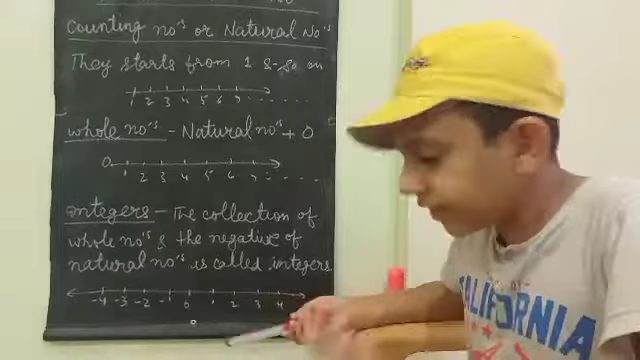 Counting no's or Natural No's
They starts from 1 & so on
1 2 3 4 5 6 7 ......
whole no's - Natural no's + 0
0 1 2 3 4 5 6 7 ......
integers - The collection of
whole no's & the negative of
natural no's is called integers.
-4 -3 -2 -1 0 1 2 3 4
CALIFORNIA